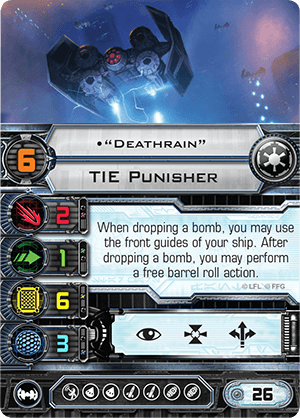 •“Deathrain”
6
TIE Punisher
2
1
6
3
When dropping a bomb, you may use
the front guides of your ship. After
dropping a bomb, you may perform
a free barrel roll action.
©LFL ©FFG
26